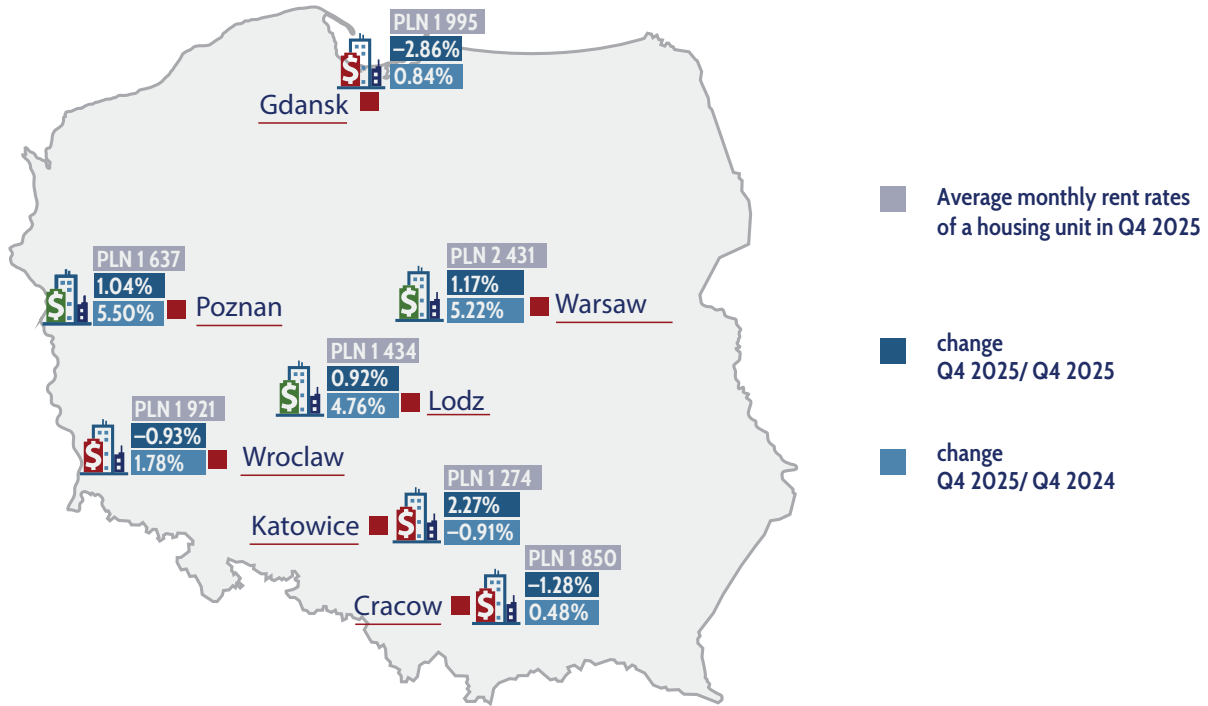 PLN 1 995
–2.86%
0.84%
Gdansk
PLN 1 637
1.04%
5.50%
Poznan
PLN 2 431
1.17%
5.22%
Warsaw
PLN 1 434
0.92%
4.76%
Lodz
PLN 1 921
–0.93%
1.78%
Wroclaw
PLN 1 274
2.27%
–0.91%
Katowice
PLN 1 850
–1.28%
0.48%
Cracow
Average monthly rent rates
of a housing unit in Q4 2025
change
Q4 2025/ Q4 2025
change
Q4 2025/ Q4 2024